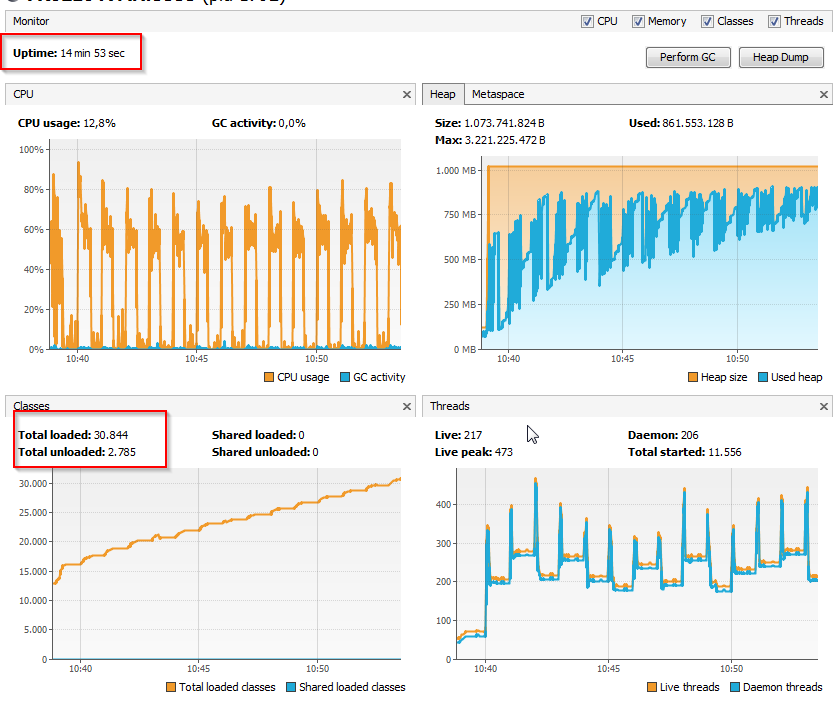 Monitor
CPU Memory Classes Threads
Uptime: 14 min 53 sec
Perform GC Heap Dump
CPU
CPU usage: 12,8% GC activity: 0,0%
100%
80%
60%
40%
20%
0%
10:40 10:45 10:50
CPU usage GC activity
Heap Metaspace
Size: 1.073.741.824 B Used: 861.553.128 B
Max: 3.221.225.472 B
1.000 MB
750 MB
500 MB
250 MB
0 MB
10:40 10:45 10:50
Heap size Used heap
Classes
Total loaded: 30.844 Shared loaded: 0
Total unloaded: 2.785 Shared unloaded: 0
30.000
25.000
20.000
15.000
10.000
5.000
0
10:40 10:45 10:50
Total loaded classes Shared loaded classes
Threads
Live: 217 Daemon: 206
Live peak: 473 Total started: 11.556
400
300
200
100
0
10:40 10:45 10:50
Live threads Daemon threads